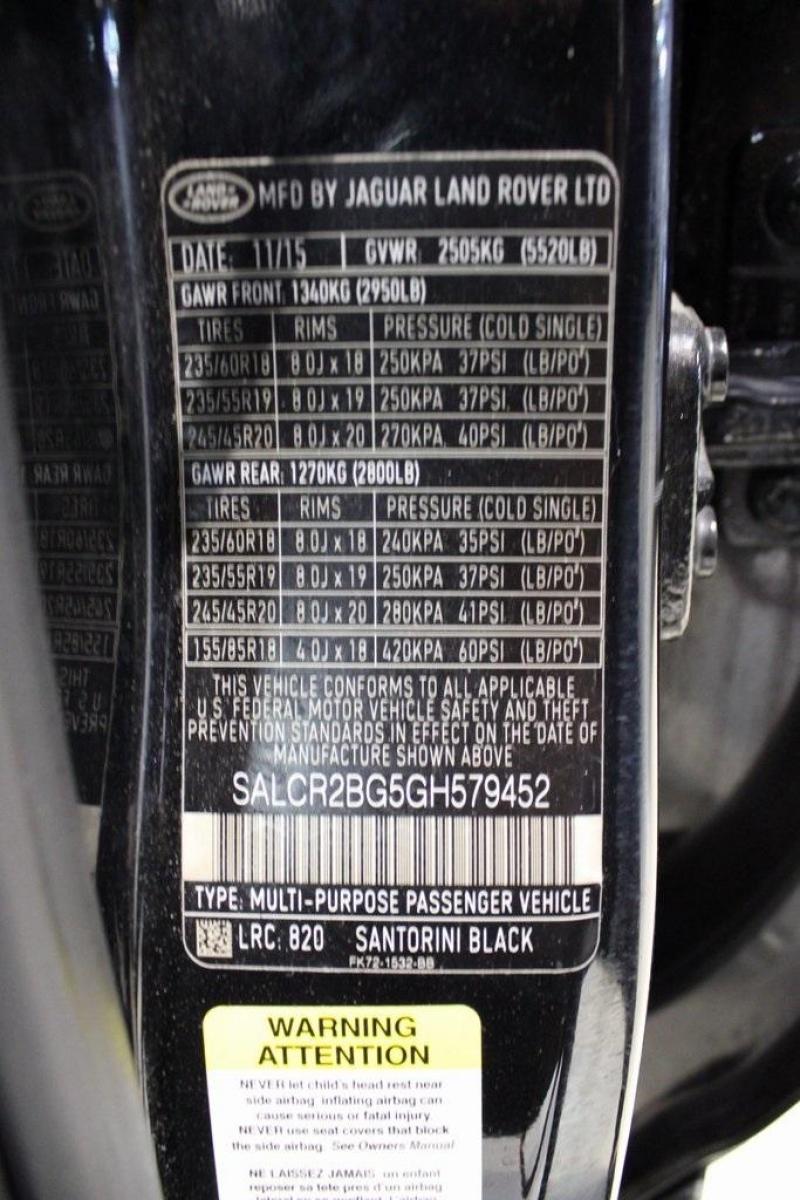 LAND ROVER MFD BY JAGUAR LAND ROVER LTD
DATE: 11/15 GVWR: 2505KG (5520LB)
GAWR FRONT: 1340KG (2950LB)
TIRES RIMS PRESSURE (COLD SINGLE)
235/60R18 8.0J x 18 250KPA 37PSI (LB/PO²)
235/55R19 8.0J x 19 250KPA 37PSI (LB/PO²)
245/45R20 8.0J x 20 270KPA 40PSI (LB/PO²)
GAWR REAR: 1270KG (2800LB)
TIRES RIMS PRESSURE (COLD SINGLE)
235/60R18 8.0J x 18 240KPA 35PSI (LB/PO²)
235/55R19 8.0J x 19 250KPA 37PSI (LB/PO²)
245/45R20 8.0J x 20 280KPA 41PSI (LB/PO²)
155/85R18 4.0J x 18 420KPA 60PSI (LB/PO²)
THIS VEHICLE CONFORMS TO ALL APPLICABLE
U.S. FEDERAL MOTOR VEHICLE SAFETY AND THEFT
PREVENTION STANDARDS IN EFFECT ON THE DATE OF
MANUFACTURE SHOWN ABOVE
SALCR2BG5GH579452
TYPE: MULTI-PURPOSE PASSENGER VEHICLE
LRC: 820 SANTORINI BLACK
FK72-1532-BB
WARNING
ATTENTION
NEVER let child's head rest near
side airbag, inflating airbag can
cause serious or fatal injury.
NEVER use seat covers that block
the side airbag. See Owners Manual
NE LAISSEZ JAMAIS un enfant
reposer sa tete pres d'un airbag